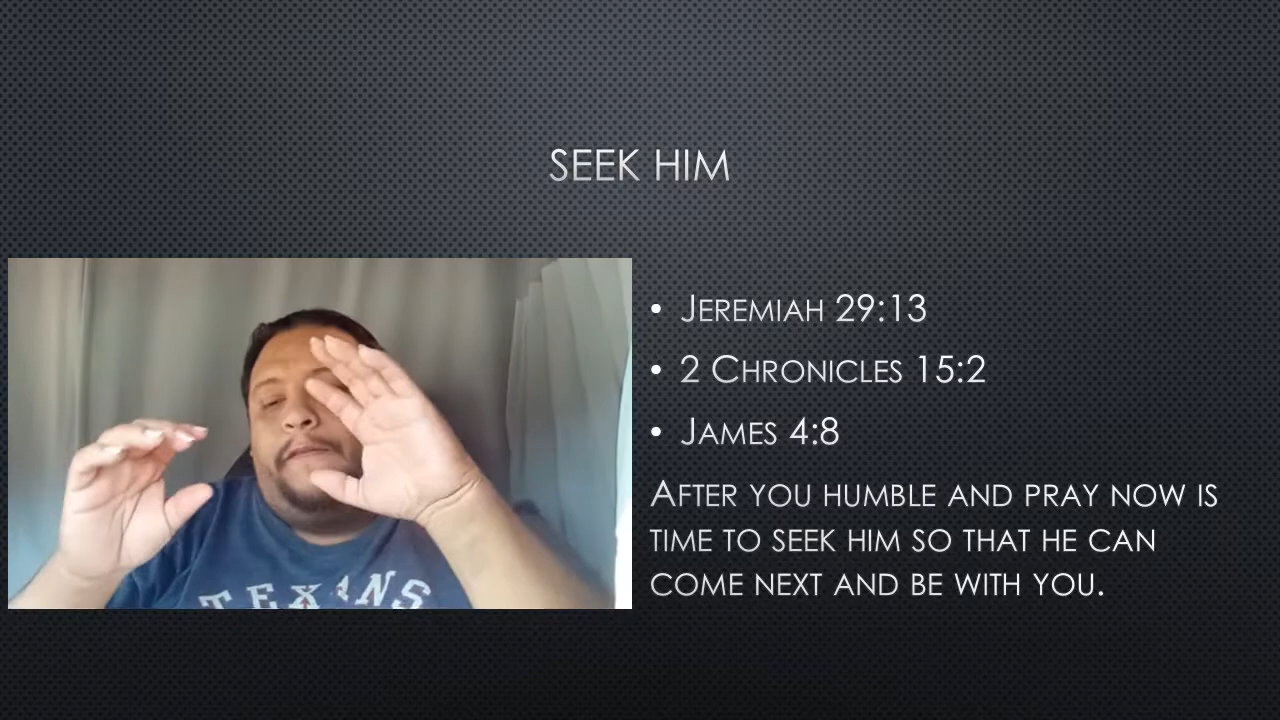 SEEK HIM
• JEREMIAH 29:13
• 2 CHRONICLES 15:2
• JAMES 4:8
AFTER YOU HUMBLE AND PRAY NOW IS
TIME TO SEEK HIM SO THAT HE CAN
COME NEXT AND BE WITH YOU.
TEXANS